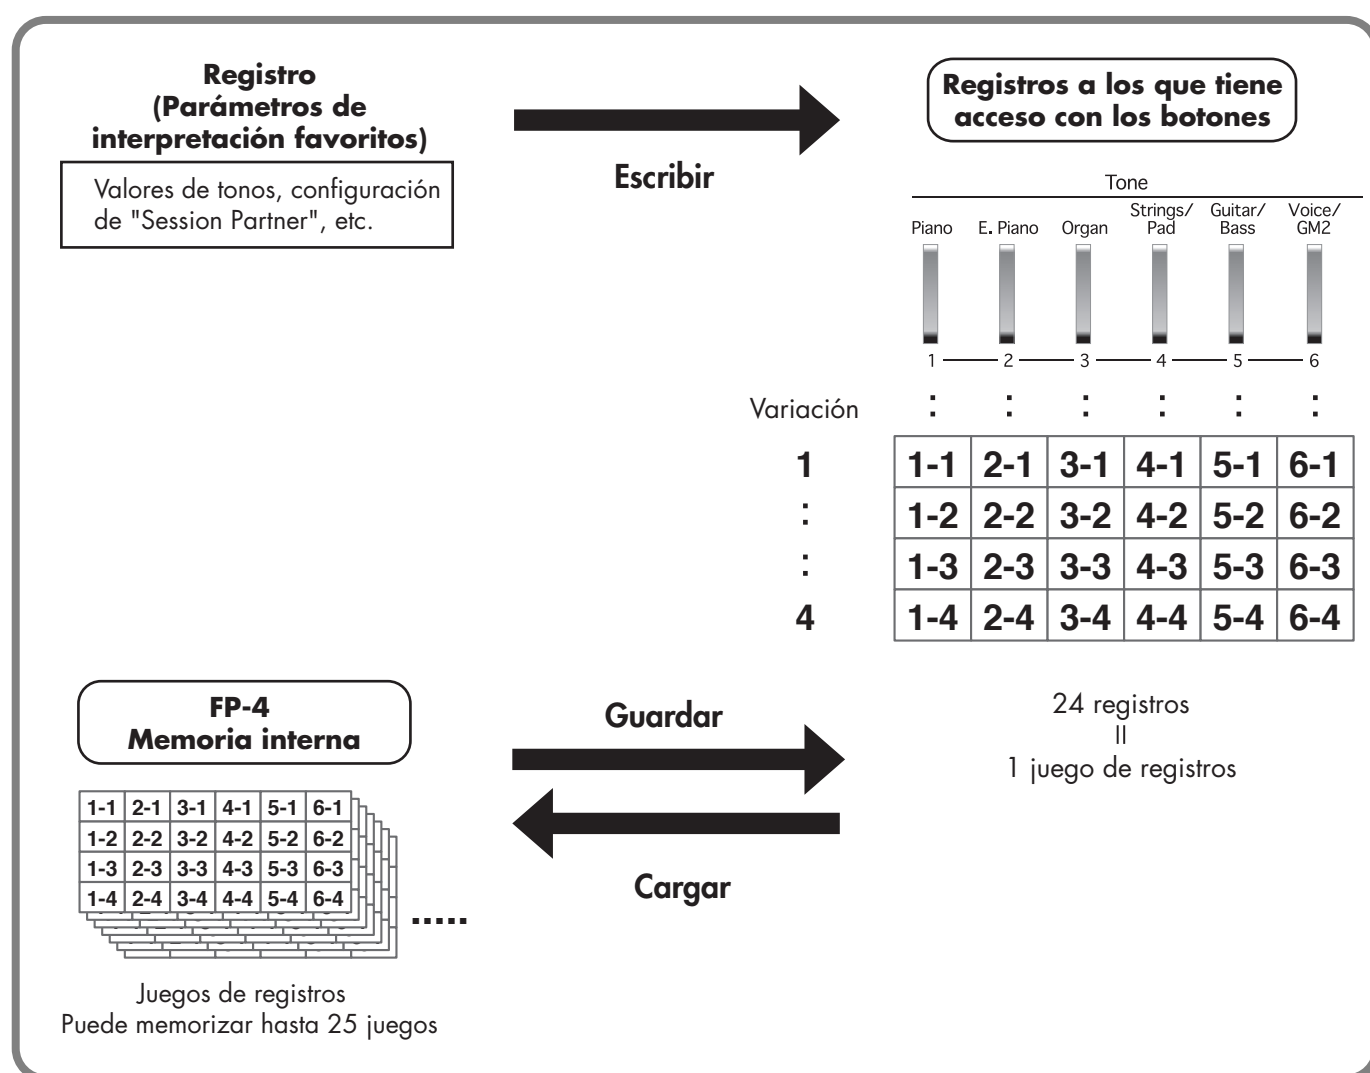 Registro
(Parámetros de
interpretación favoritos)
Valores de tonos, configuración
de "Session Partner", etc.
Escribir
Registros a los que tiene
acceso con los botones
Tone
Piano E. Piano Organ Strings/ Pad Guitar/ Bass Voice/ GM2
1 2 3 4 5 6
Variación : : : : : :
1 1-1 2-1 3-1 4-1 5-1 6-1
: 1-2 2-2 3-2 4-2 5-2 6-2
: 1-3 2-3 3-3 4-3 5-3 6-3
4 1-4 2-4 3-4 4-4 5-4 6-4
24 registros
=
1 juego de registros
FP-4
Memoria interna
Guardar
Cargar
1-1 2-1 3-1 4-1 5-1 6-1
1-2 2-2 3-2 4-2 5-2 6-2
1-3 2-3 3-3 4-3 5-3 6-3
1-4 2-4 3-4 4-4 5-4 6-4
.....
Juegos de registros
Puede memorizar hasta 25 juegos